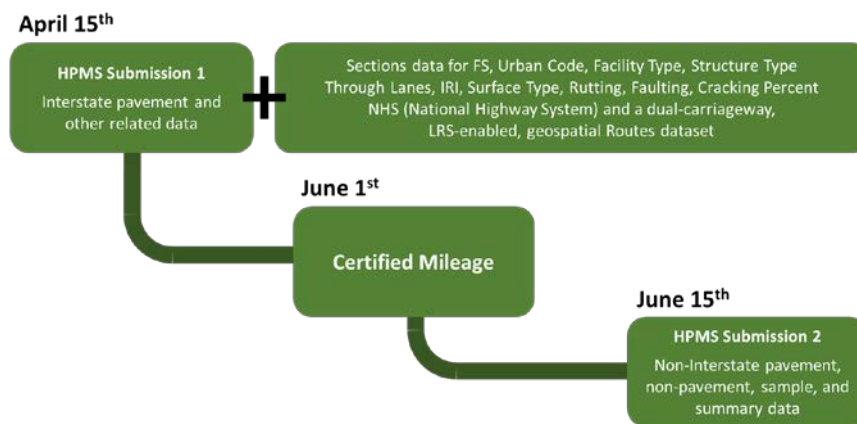 April 15th
HPMS Submission 1
Interstate pavement and
other related data
+
Sections data for FS, Urban Code, Facility Type, Structure Type
Through Lanes, IRI, Surface Type, Rutting, Faulting, Cracking Percent
NHS (National Highway System) and a dual-carriageway,
LRS-enabled, geospatial Routes dataset
June 1st
Certified Mileage
June 15th
HPMS Submission 2
Non-Interstate pavement,
non-pavement, sample, and
summary data